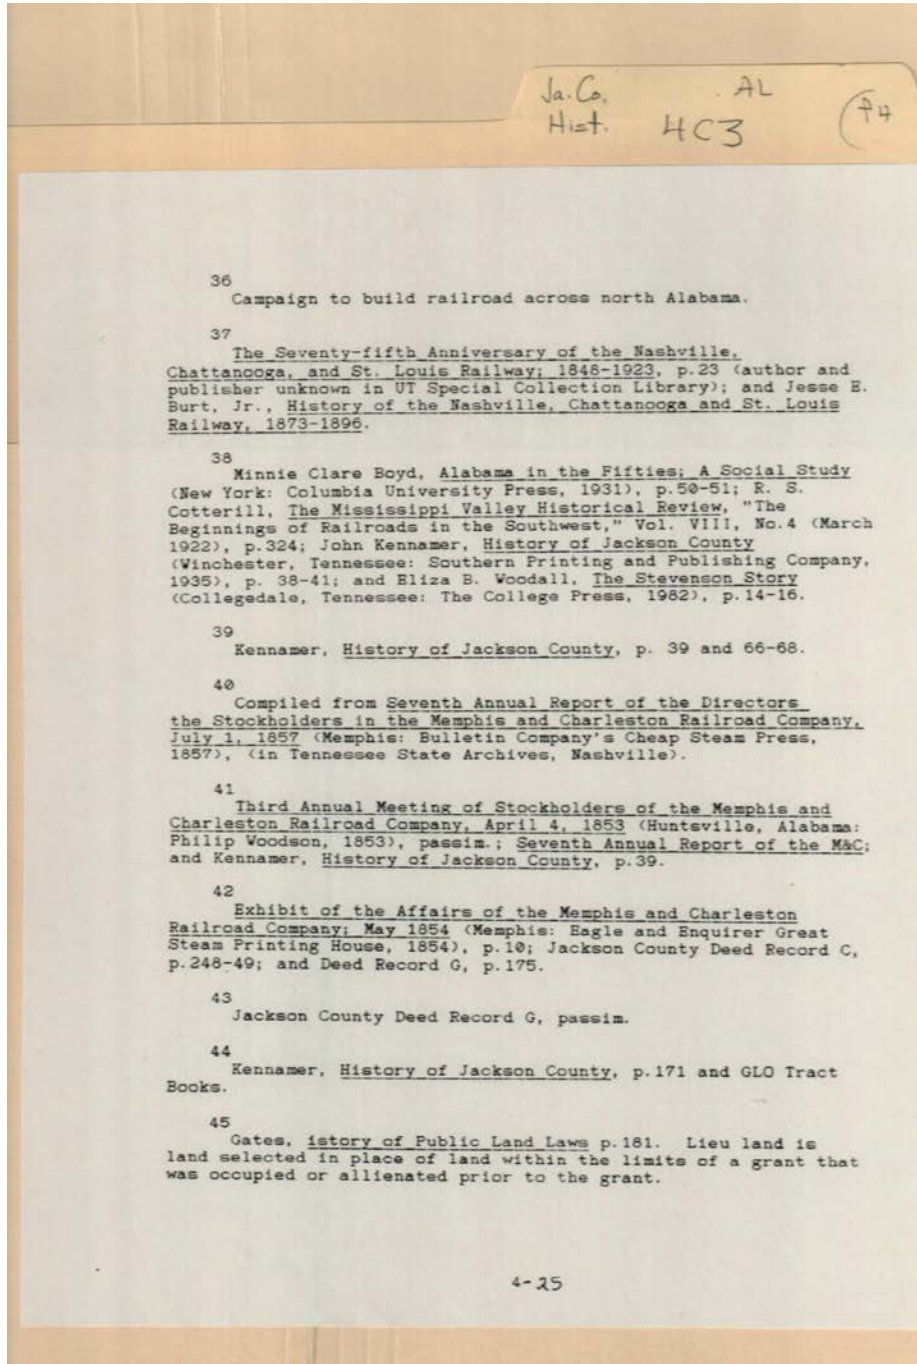 Ja. Co. AL
Hist. 4C3 P4
36
Campaign to build railroad across north Alabama.
37
The Seventy-fifth Anniversary of the Nashville,
Chattanooga, and St. Louis Railway; 1848-1923, p.23 (author and
publisher unknown in UT Special Collection Library); and Jesse E.
Burt, Jr., History of the Nashville, Chattanooga and St. Louis
Railway, 1873-1896.
38
Minnie Clare Boyd, Alabama in the Fifties; A Social Study
(New York: Columbia University Press, 1931), p.50-51; R. S.
Cotterill, The Mississippi Valley Historical Review, "The
Beginnings of Railroads in the Southwest," Vol. VIII, No.4 (March
1922), p.324; John Kennamer, History of Jackson County
(Winchester, Tennessee: Southern Printing and Publishing Company,
1935), p. 38-41; and Eliza B. Woodall, The Stevenson Story
(Collegedale, Tennessee: The College Press, 1982), p.14-16.
39
Kennamer, History of Jackson County, p. 39 and 66-68.
40
Compiled from Seventh Annual Report of the Directors
the Stockholders in the Memphis and Charleston Railroad Company,
July 1, 1857 (Memphis: Bulletin Company's Cheap Steam Press,
1857), (in Tennessee State Archives, Nashville).
41
Third Annual Meeting of Stockholders of the Memphis and
Charleston Railroad Company, April 4, 1853 (Huntsville, Alabama:
Philip Woodson, 1853), passim.; Seventh Annual Report of the M&C;
and Kennamer, History of Jackson County, p.39.
42
Exhibit of the Affairs of the Memphis and Charleston
Railroad Company; May 1854 (Memphis: Eagle and Enquirer Great
Steam Printing House, 1854), p.10; Jackson County Deed Record C,
p.248-49; and Deed Record G, p.175.
43
Jackson County Deed Record G, passim.
44
Kennamer, History of Jackson County, p.171 and GLO Tract
Books.
45
Gates, istory of Public Land Laws p.181. Lieu land is
land selected in place of land within the limits of a grant that
was occupied or allienated prior to the grant.
4-25